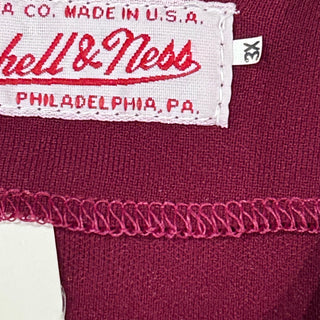 A CO. MADE IN U.S.A.
hell & Ness
PHILADELPHIA, PA.
3X